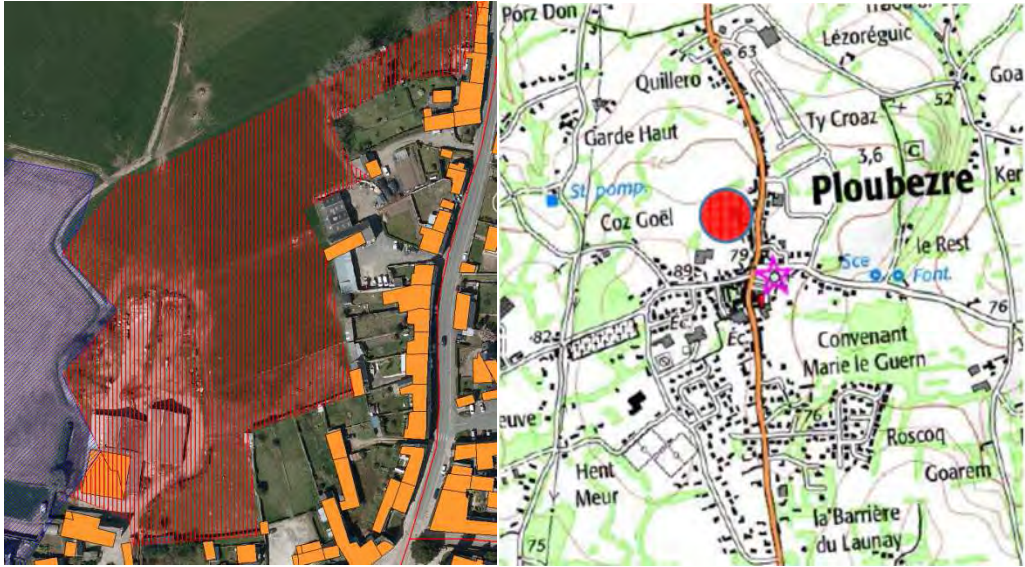 Porz Don
63
Lézoréguic
Quillero
Goa
52
Ty Croaz
Garde Haut
3,6
C
Ploubezre
Ker
St. pomp.
Coz Goël
le Rest
79
Sce
Font.
89
76
82
Ec.
Ec
Convenant
Marie le Guern
76
euve
Roscoq
Hent
Meur
Goarem
la Barrière
du Launay
75